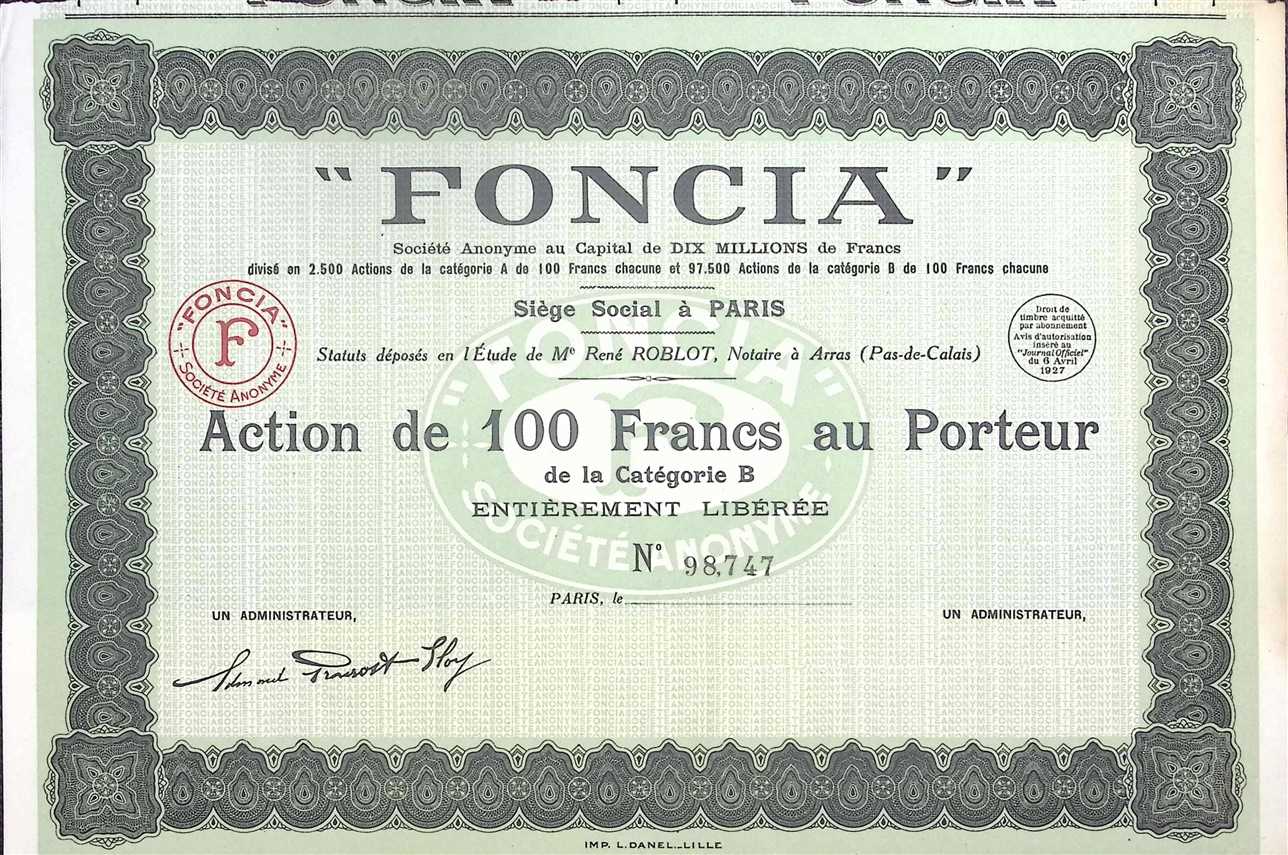 "FONCIA"
Société Anonyme au Capital de DIX MILLIONS de Francs
divisé en 2.500 Actions de la catégorie A de 100 Francs chacune et 97.500 Actions de la catégorie B de 100 Francs chacune
Siège Social à PARIS
Statuts déposés en l'Étude de Me René ROBLOT, Notaire à Arras (Pas-de-Calais)
"FONCIA"
F
SOCIÉTÉ ANONYME
Droit de
timbre acquitté
par abonnement
Avis d'autorisation
inséré au
"Journal Officiel"
du 6 Avril
1927
"FONCIA"
F
SOCIÉTÉ ANONYME
Action de 100 Francs au Porteur
de la Catégorie B
ENTIÈREMENT LIBÉRÉE
No 98,747
PARIS, le
UN ADMINISTRATEUR,
UN ADMINISTRATEUR,
IMP. L. DANEL._LILLE